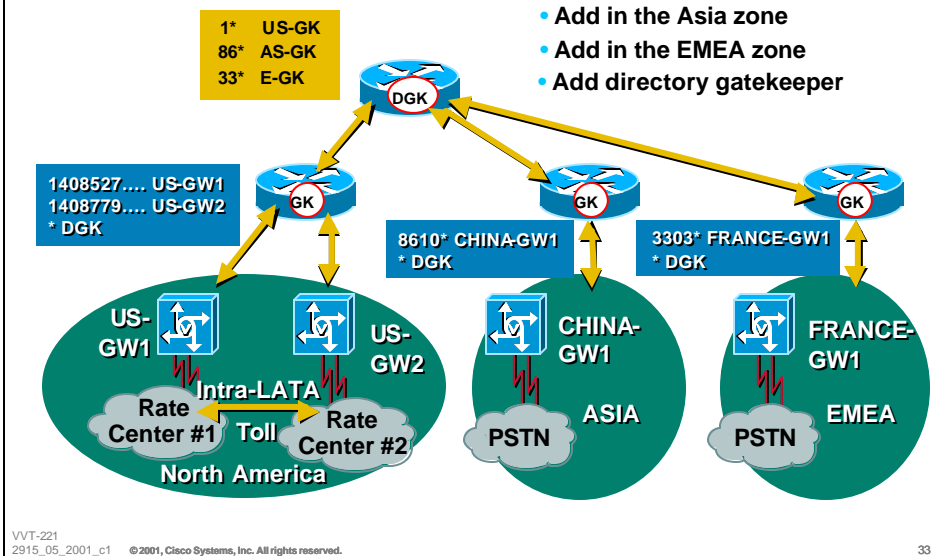 1* US-GK
86* AS-GK
33* E-GK
• Add in the Asia zone
• Add in the EMEA zone
• Add directory gatekeeper
DGK
GK
GK
GK
1408527.... US-GW1
1408779.... US-GW2
* DGK
8610* CHINA-GW1
* DGK
3303* FRANCE-GW1
* DGK
US-
GW1
US-
GW2
CHINA-
GW1
FRANCE-
GW1
Intra-LATA
Toll
Rate
Center #1
Rate
Center #2
North America
PSTN
ASIA
PSTN
EMEA
VVT-221
2915_05_2001_c1 © 2001, Cisco Systems, Inc. All rights reserved. 33